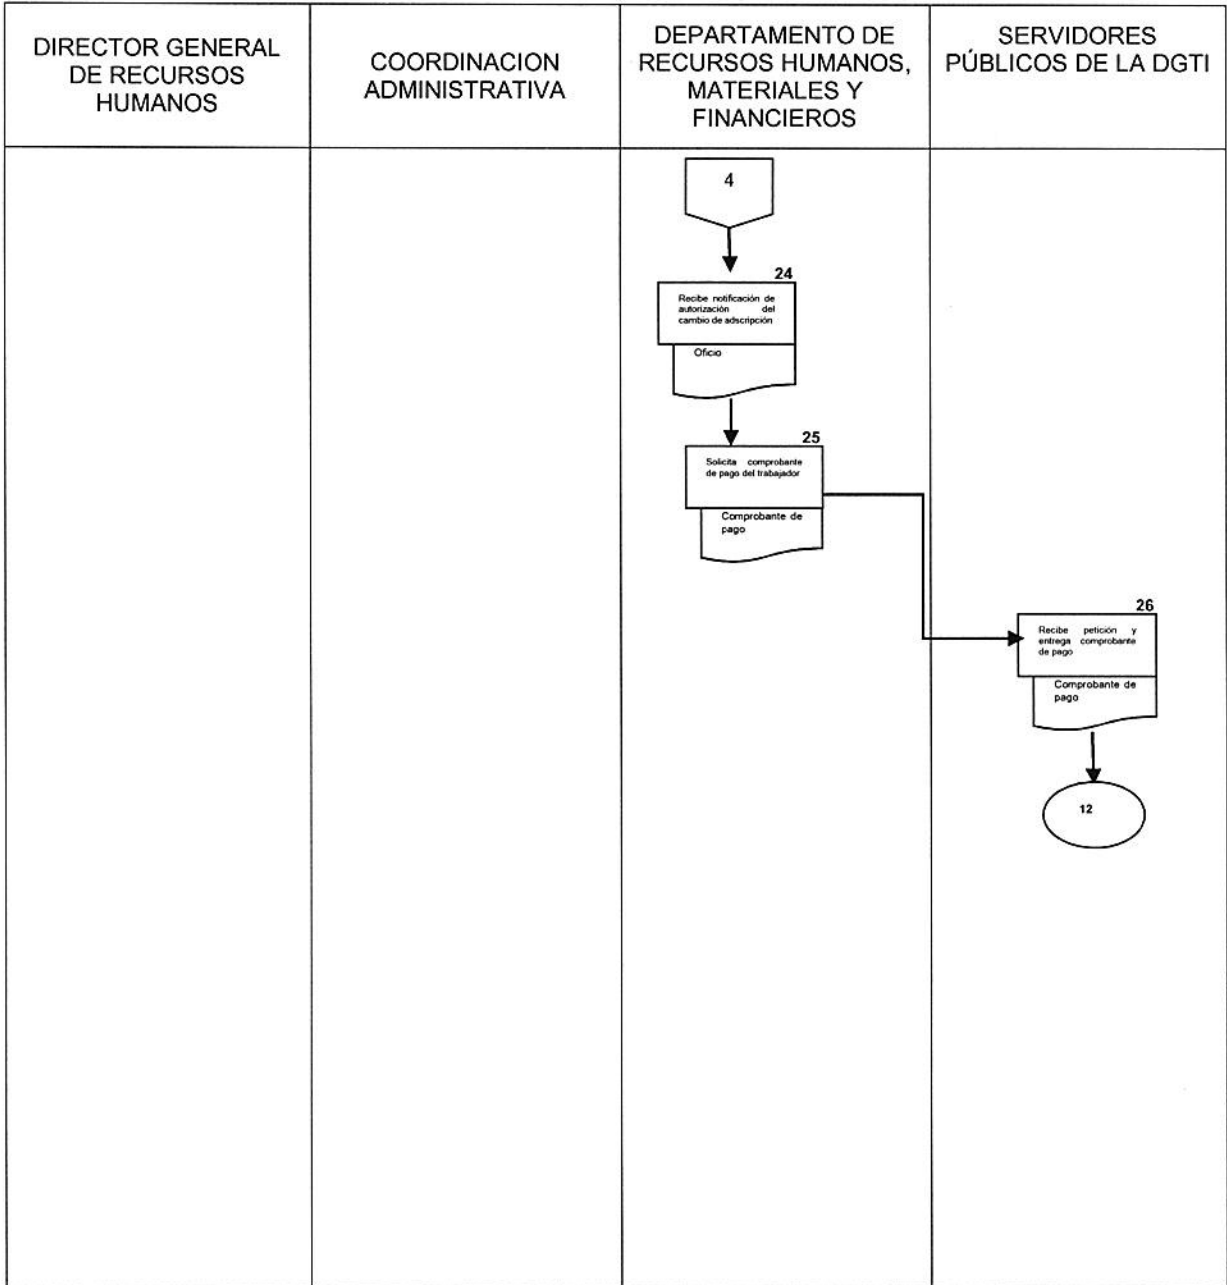 DIRECTOR GENERAL
DE RECURSOS
HUMANOS
COORDINACION
ADMINISTRATIVA
DEPARTAMENTO DE
RECURSOS HUMANOS,
MATERIALES Y
FINANCIEROS
SERVIDORES
PÚBLICOS DE LA DGTI
4
24
Recibe notificación de
autorización del
cambio de adscripción
Oficio
25
Solicita comprobante
de pago del trabajador
Comprobante de
pago
26
Recibe petición y
entrega comprobante
de pago
Comprobante de
pago
12